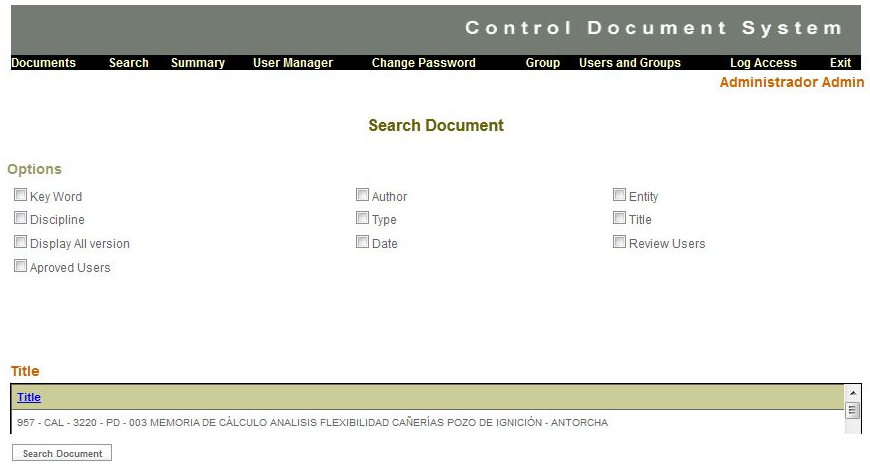 Control Document System
Documents Search Summary User Manager Change Password Group Users and Groups Log Access Exit
Administrador Admin
Search Document
Options
Key Word Author Entity
Discipline Type Title
Display All version Date Review Users
Aproved Users
Title
Title
957 - CAL - 3220 - PD - 003 MEMORIA DE CÁLCULO ANALISIS FLEXIBILIDAD CAÑERÍAS POZO DE IGNICIÓN - ANTORCHA
Search Document